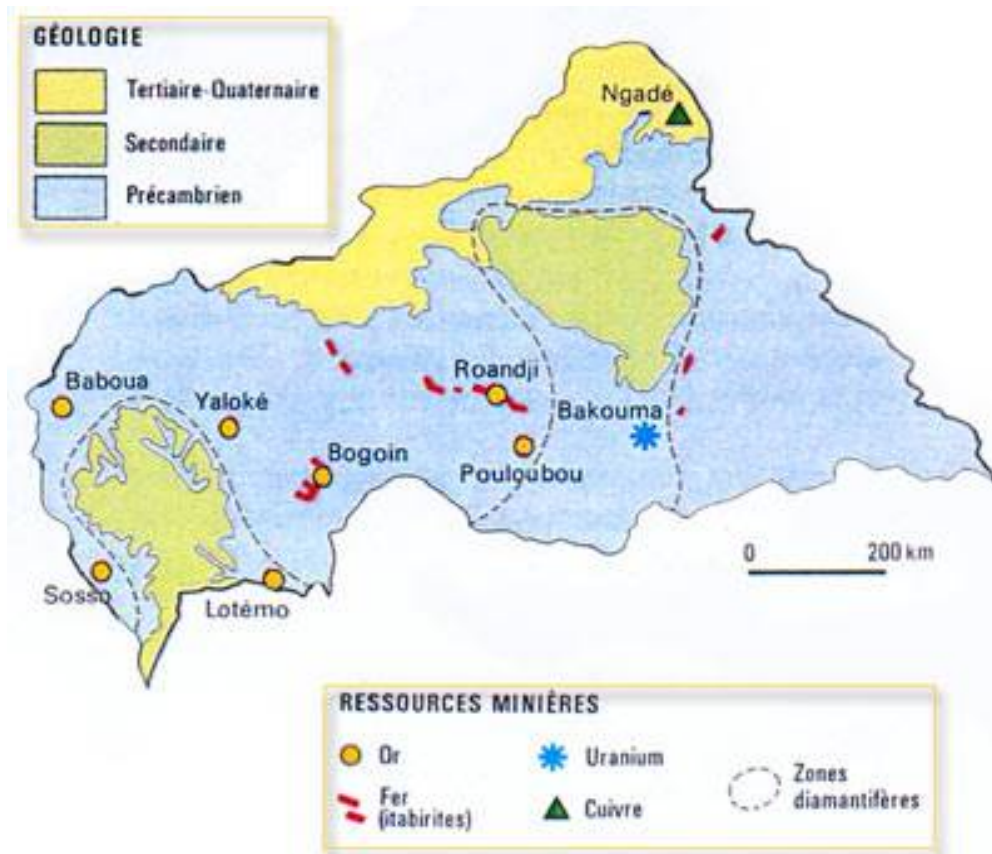 GÉOLOGIE
Tertiaire-Quaternaire
Secondaire
Précambrien
Ngadé
Baboua
Yaloké
Roandji
Bakouma
Bogoin
Pouloubou
Sosso
Lotémo
0 200 km
RESSOURCES MINIÈRES
Or
Uranium
Zones
diamantifères
Fer
(itabirites)
Cuivre